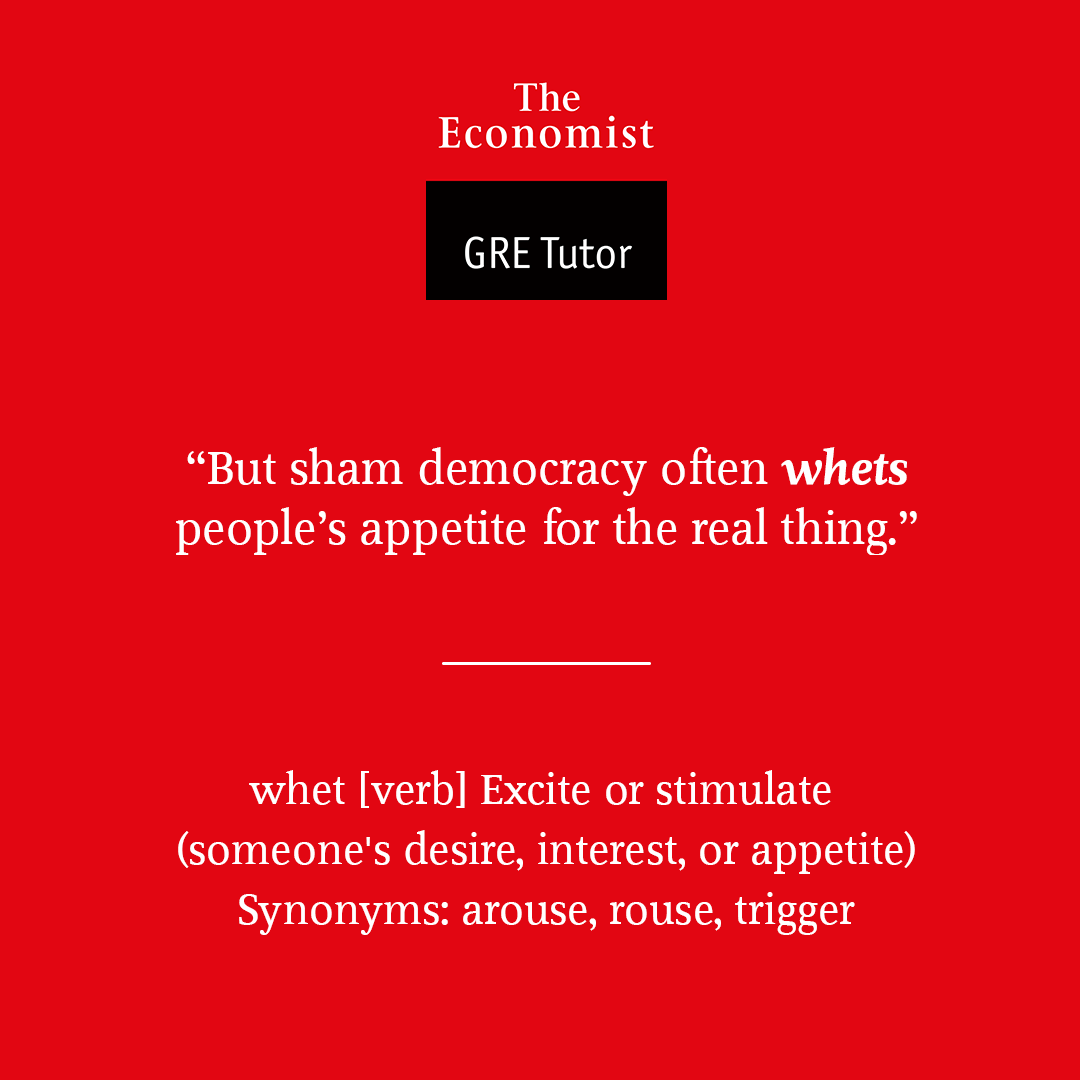 The
Economist
GRE Tutor
“But sham democracy often whets
people’s appetite for the real thing.”
whet [verb] Excite or stimulate
(someone's desire, interest, or appetite)
Synonyms: arouse, rouse, trigger